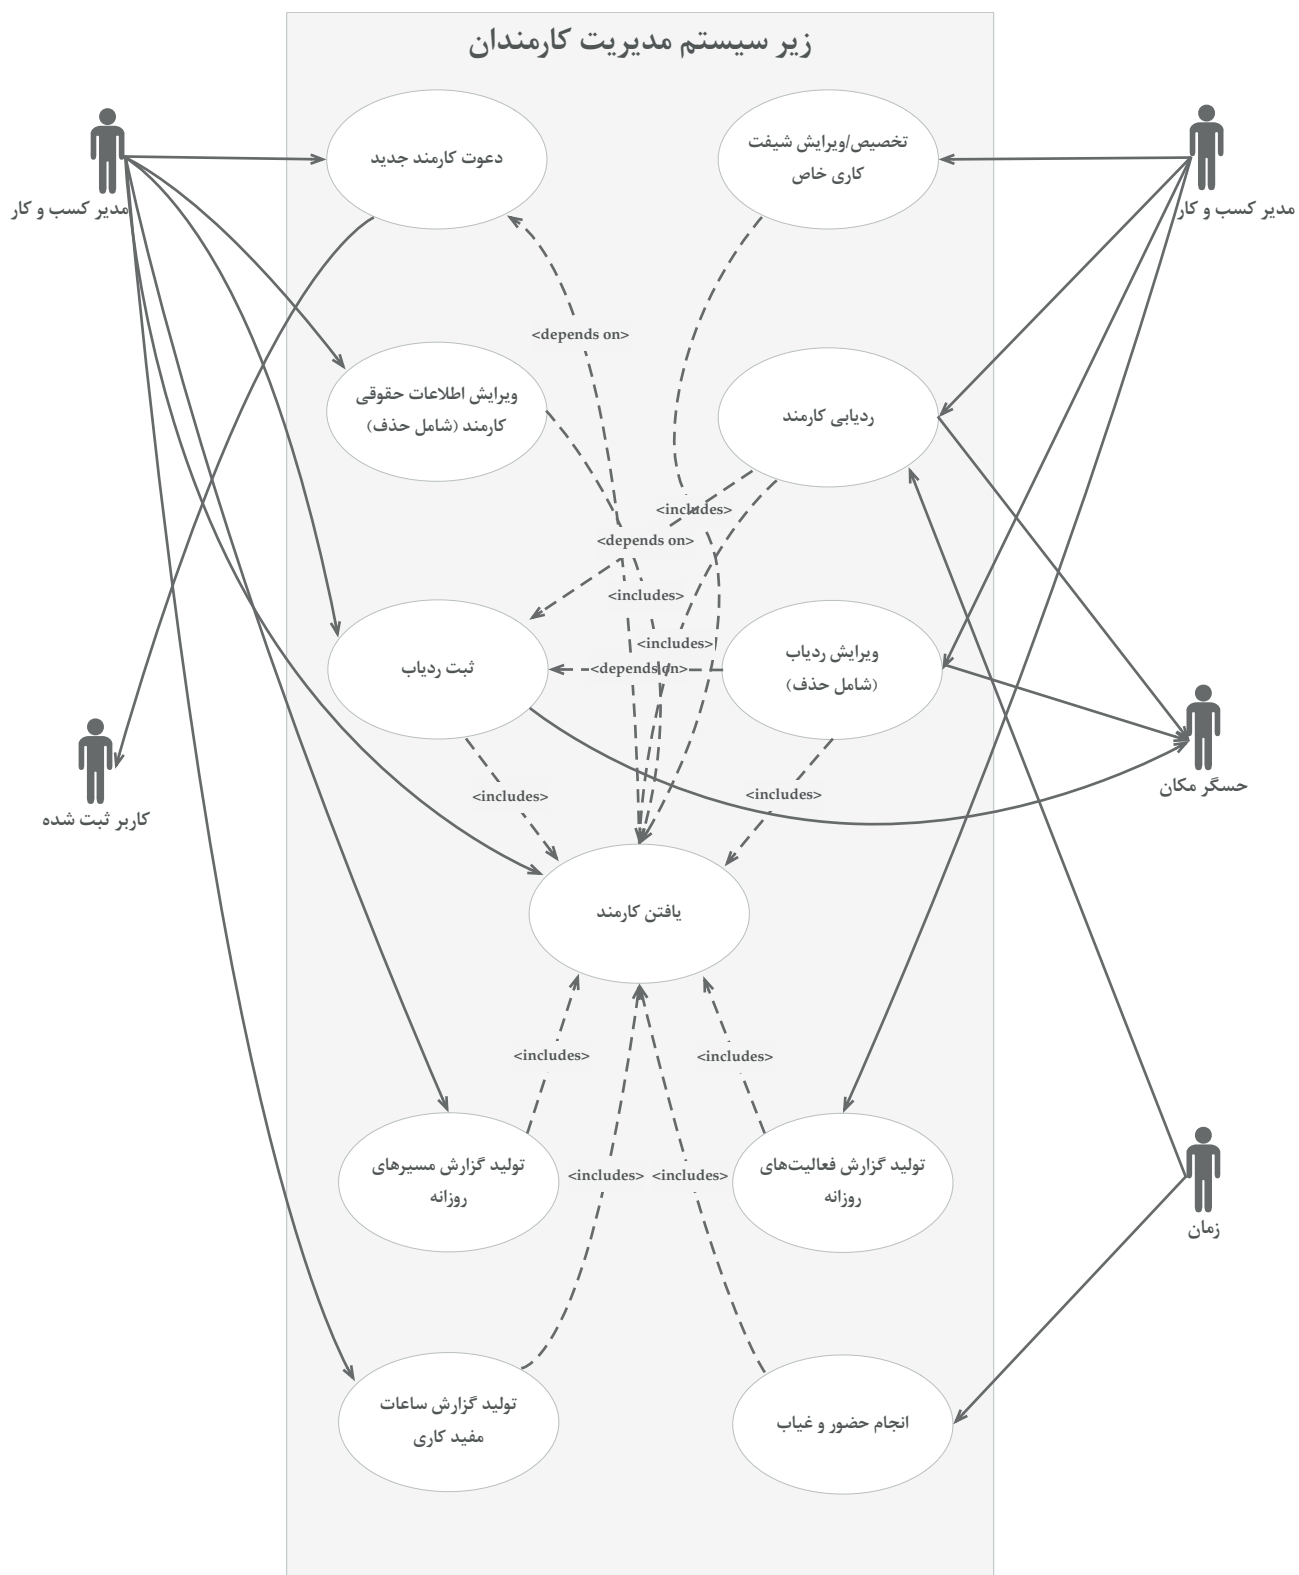 زیر سیستم مدیریت کارمندان
مدیر کسب و کار
مدیر کسب و کار
دعوت کارمند جدید
تخصیص/ویرایش شیفت
کاری خاص
<depends on>
ویرایش اطلاعات حقوقی
کارمند (شامل حذف)
ردیابی کارمند
<includes>
<depends on>
<includes>
<includes>
<depends on>
ثبت ردیاب
ویرایش ردیاب
(شامل حذف)
کاربر ثبت شده
حسگر مکان
<includes>
<includes>
یافتن کارمند
<includes>
<includes>
تولید گزارش مسیرهای
روزانه
<includes>
<includes>
تولید گزارش فعالیت‌های
روزانه
زمان
تولید گزارش ساعات
مفید کاری
انجام حضور و غیاب